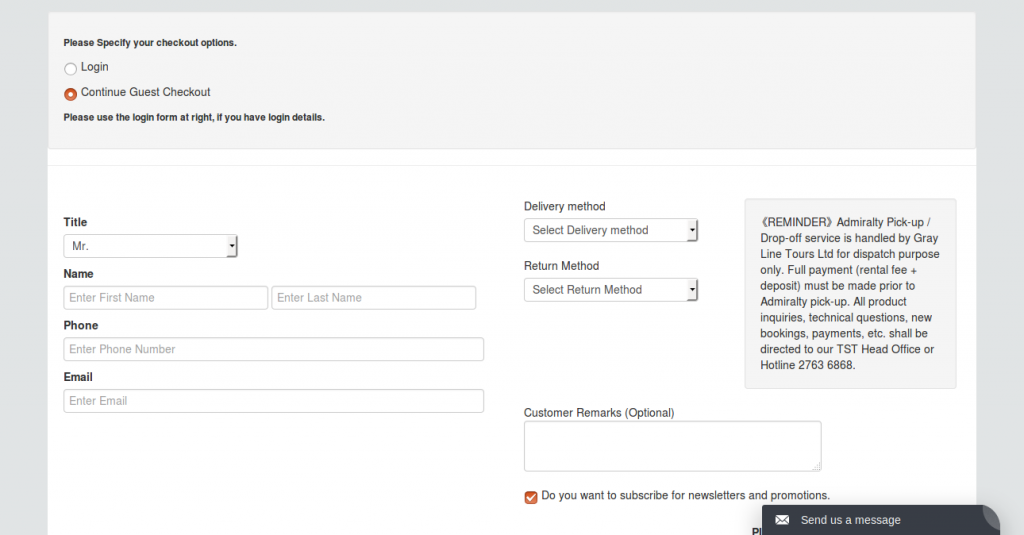 Please Specify your checkout options.
Login
Continue Guest Checkout
Please use the login form at right, if you have login details.
Title
Mr.
Name
Enter First Name
Enter Last Name
Phone
Enter Phone Number
Email
Enter Email
Delivery method
Select Delivery method
Return Method
Select Return Method
《REMINDER》Admiralty Pick-up /
Drop-off service is handled by Gray
Line Tours Ltd for dispatch purpose
only. Full payment (rental fee +
deposit) must be made prior to
Admiralty pick-up. All product
inquiries, technical questions, new
bookings, payments, etc. shall be
directed to our TST Head Office or
Hotline 2763 6868.
Customer Remarks (Optional)
Do you want to subscribe for newsletters and promotions.
Send us a message